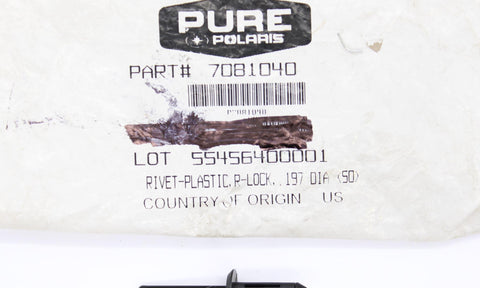 PURE
POLARIS
PART# 7081040
LOT 55456400001
RIVET-PLASTIC,R-LOCK, .197 DIA (50)
COUNTRY OF ORIGIN US